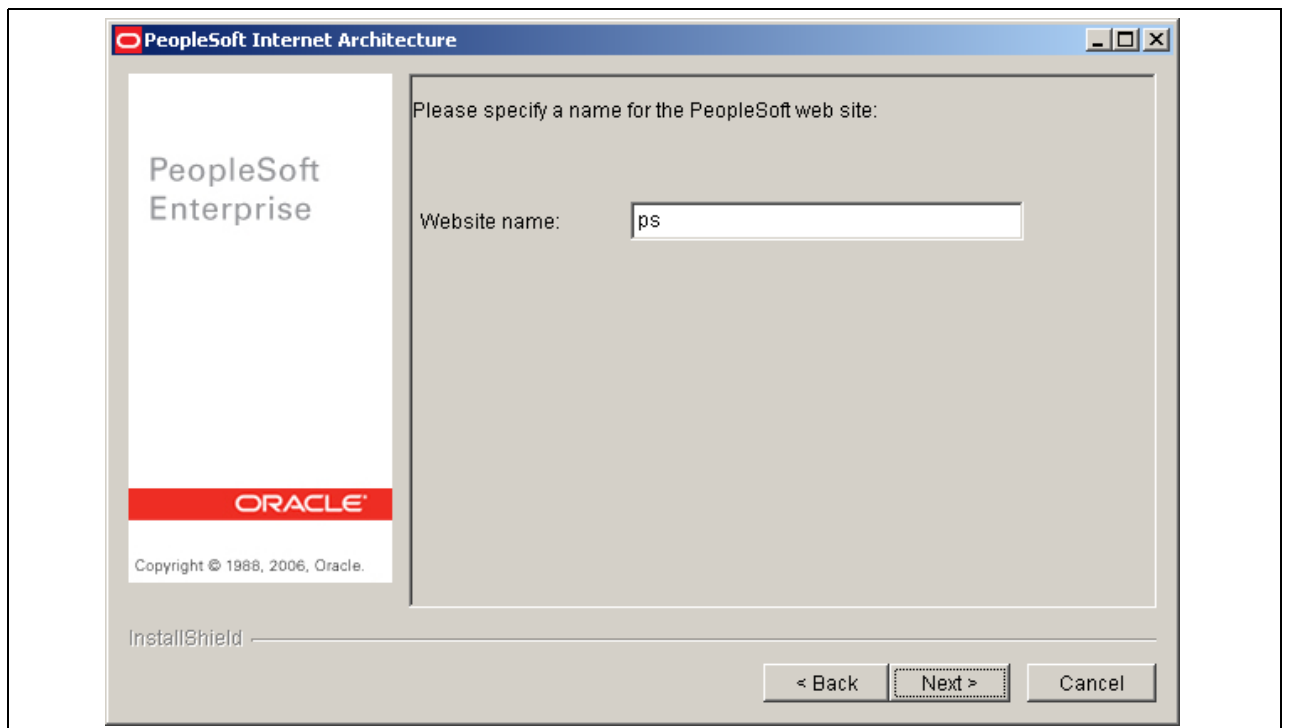 PeopleSoft Internet Architecture
PeopleSoft
Enterprise
ORACLE
Copyright © 1988, 2006, Oracle.
Please specify a name for the PeopleSoft web site:
Website name: ps
InstallShield
< Back Next > Cancel